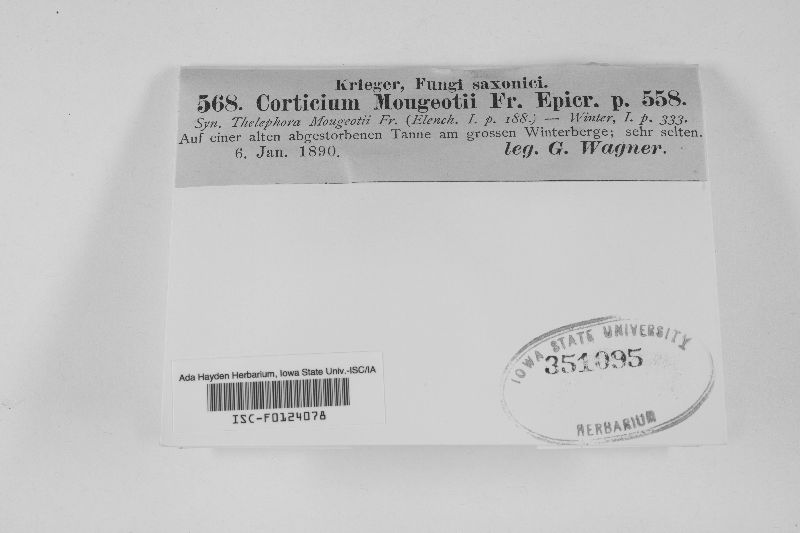 Krieger, Fungi saxonici.
568. Corticium Mougeotii Fr. Epicr. p. 558.
Syn. Thelephora Mougeotii Fr. (Elench. I. p. 188.) — Winter, I. p. 333.
Auf einer alten abgestorbenen Tanne am grossen Winterberge; sehr selten.
6. Jan. 1890. leg. G. Wagner.
IOWA STATE UNIVERSITY
351095
HERBARIUM
Ada Hayden Herbarium, Iowa State Univ.-ISC/IA
ISC-F0124078